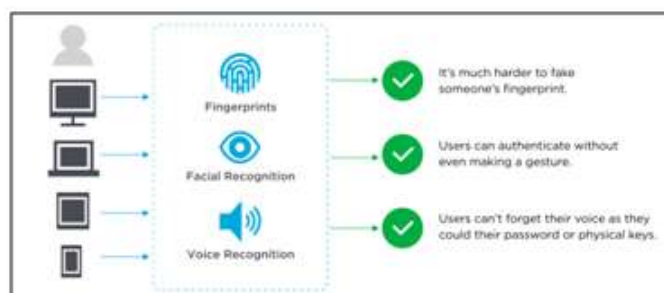 Fingerprints
It's much harder to fake
someone's fingerprint.
Facial Recognition
Users can authenticate without
even making a gesture.
Voice Recognition
Users can't forget their voice as they
could their password or physical keys.